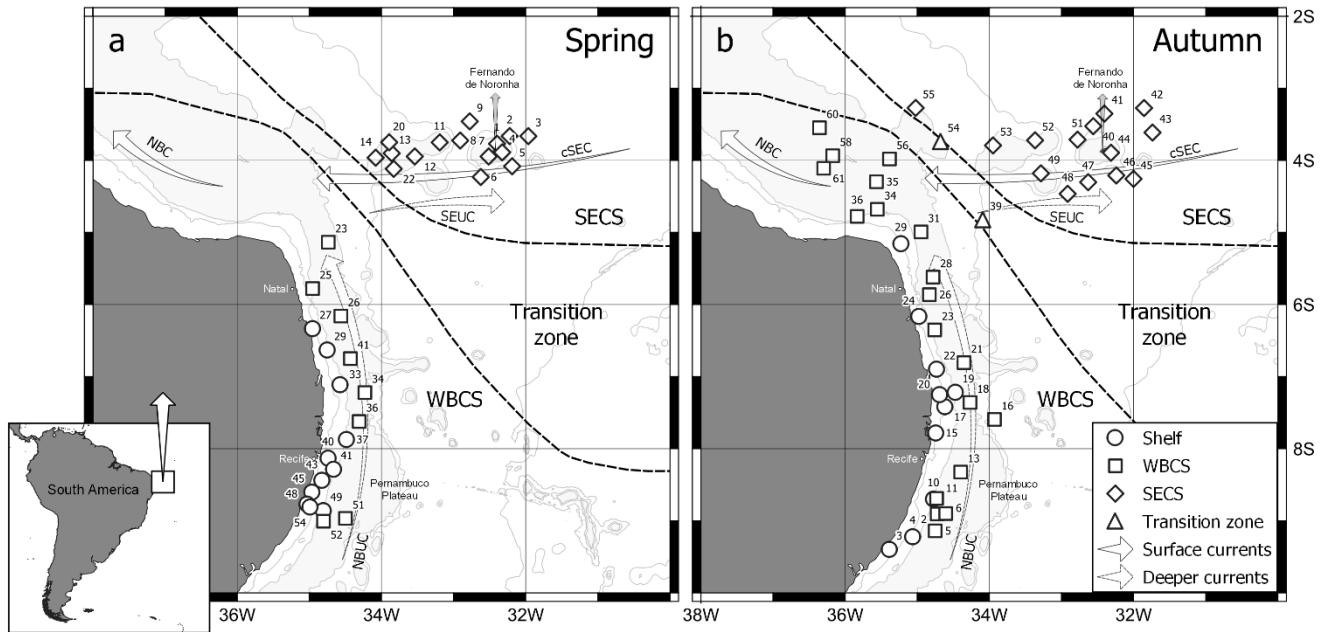 a
Spring
Fernando
de Noronha
9
2
3
20
13
11
1
7
4
14
8
5
12
22
6
cSEC
NBC
SEUC
SECS
23
25
Natal
26
27
Transition
zone
29
41
33
34
WBCS
36
37
40
Recife
41
43
45
Pernambuco
Plateau
48
49
51
54
52
NBUC
South America
36W
34W
32W
b
Autumn
2S
Fernando
de Noronha
55
41
42
60
54
52
51
43
53
40
44
58
56
cSEC
4S
NBC
49
47
46
45
61
35
48
34
36
SEUC
39
SECS
29
31
28
Natal
26
24
6S
23
Transition
zone
22
21
19
20
18
WBCS
16
17
15
Recife
8S
13
10
11
Pernambuco
Plateau
4
2
6
3
5
NBUC
Shelf
WBCS
SECS
Transition zone
Surface currents
Deeper currents
38W
36W
34W
32W